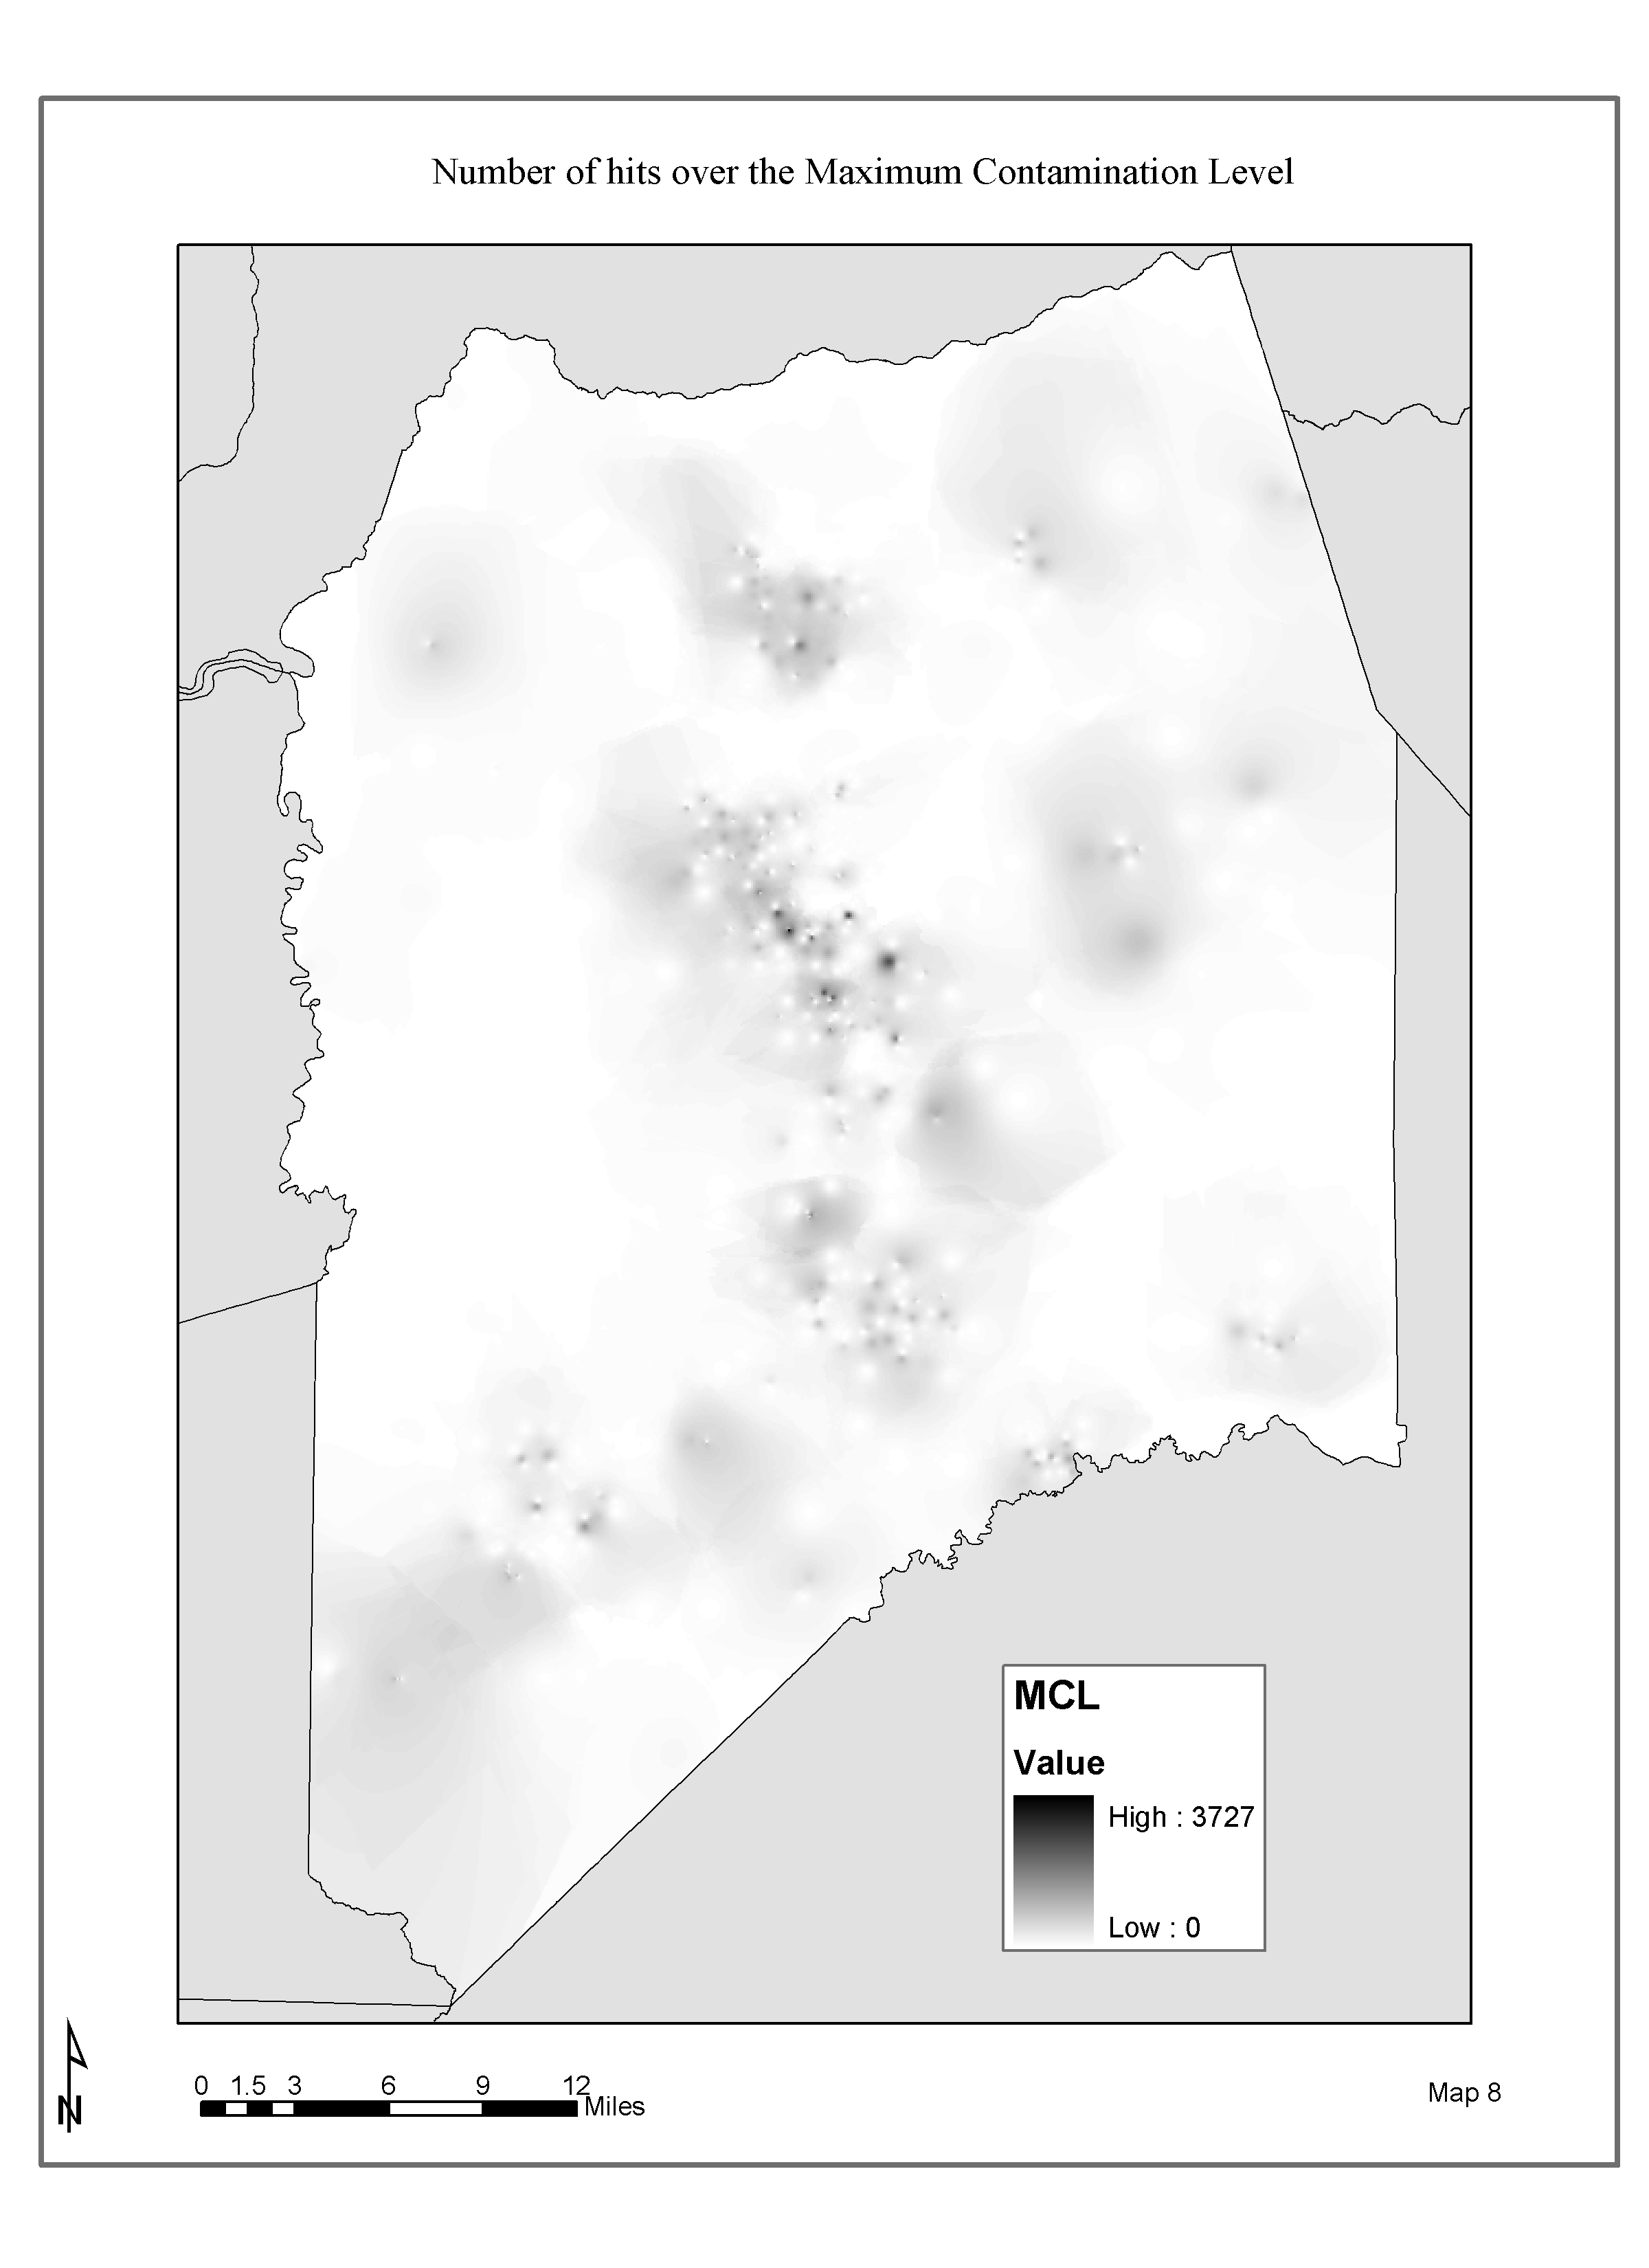 Number of hits over the Maximum Contamination Level
MCL
Value
High : 3727
Low : 0
N
0 1.5 3 6 9 12
Miles
Map 8